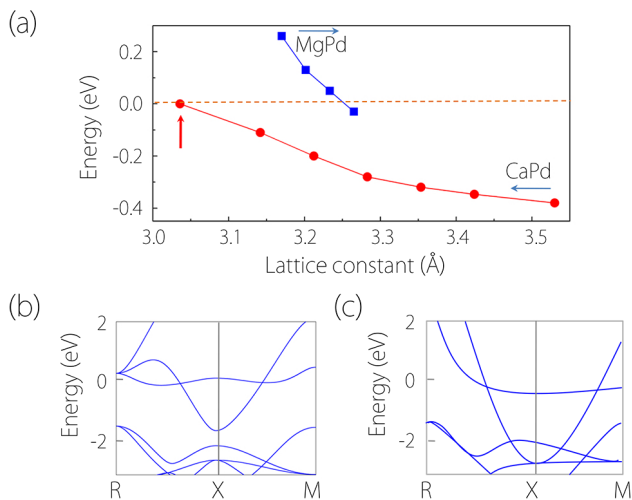 (a)
Energy (eV)
0.2
0.0
-0.2
-0.4
MgPd
CaPd
3.0 3.1 3.2 3.3 3.4 3.5
Lattice constant (Å)
(b)
Energy (eV)
2
0
-2
R X M
(c)
Energy (eV)
2
0
-2
R X M